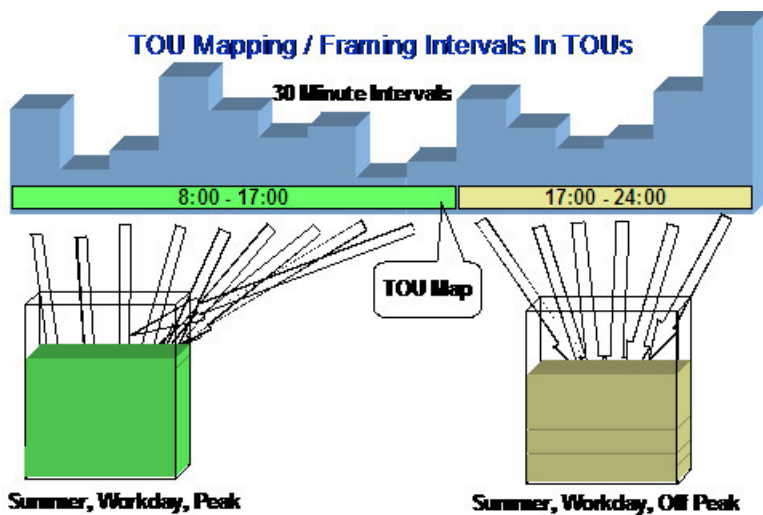 TOU Mapping / Framing Intervals In TOUs
30 Minute Intervals
8:00 - 17:00
17:00 - 24:00
TOU Map
Summer, Workday, Peak
Summer, Workday, Off Peak